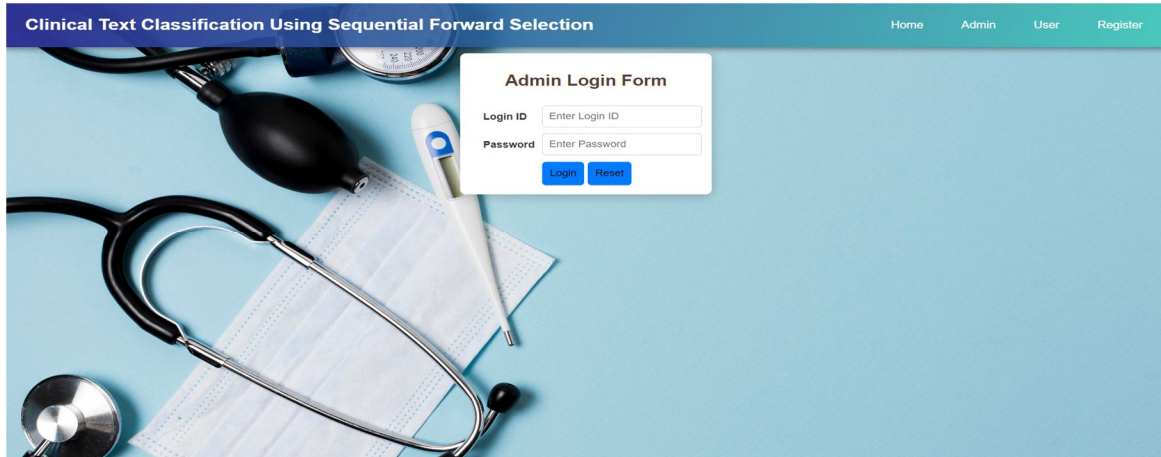 Clinical Text Classification Using Sequential Forward Selection
Home Admin User Register
Admin Login Form
Login ID Enter Login ID
Password Enter Password
Login Reset